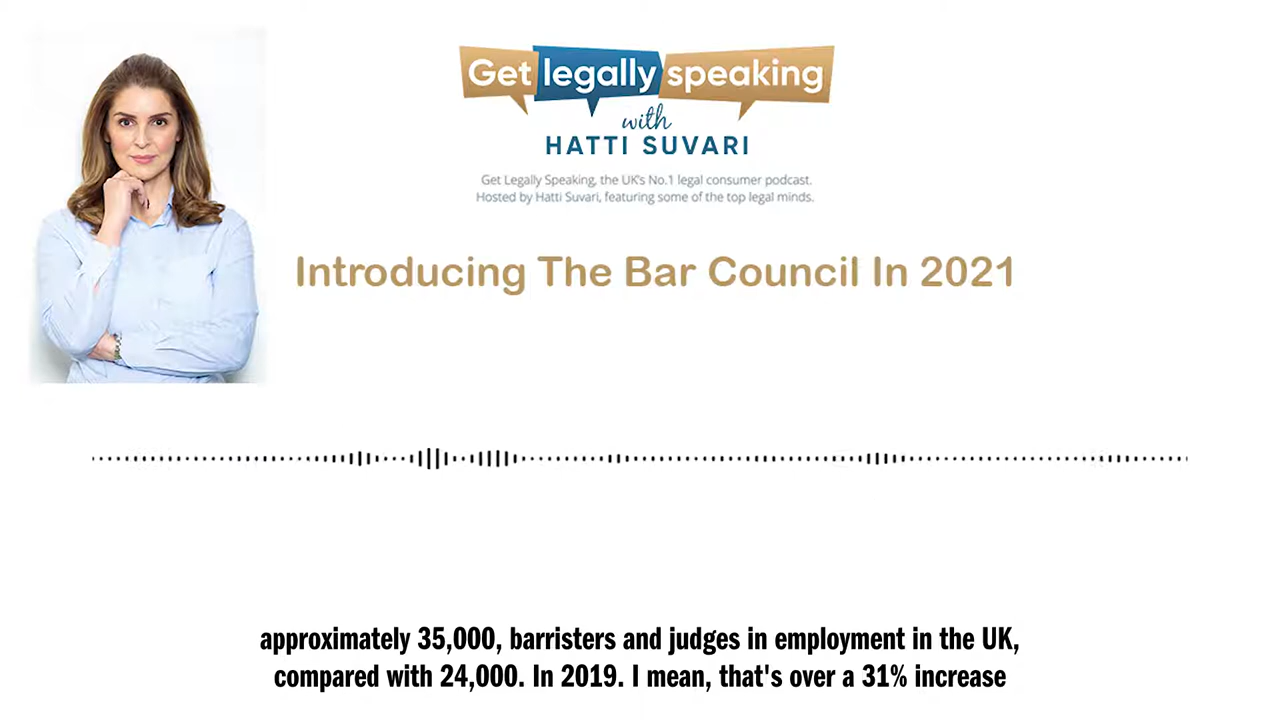 Get legally speaking
with
HATTI SUVARI
Get Legally Speaking, the UK's No.1 legal consumer podcast.
Hosted by Hatti Suvari, featuring some of the top legal minds.
Introducing The Bar Council In 2021
approximately 35,000, barristers and judges in employment in the UK,
compared with 24,000. In 2019. I mean, that's over a 31% increase